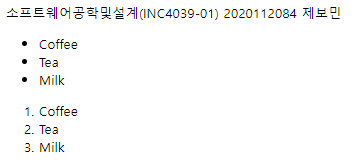 소프트웨어공학및설계(INC4039-01) 2020112084 제보민
• Coffee
• Tea
• Milk
1. Coffee
2. Tea
3. Milk